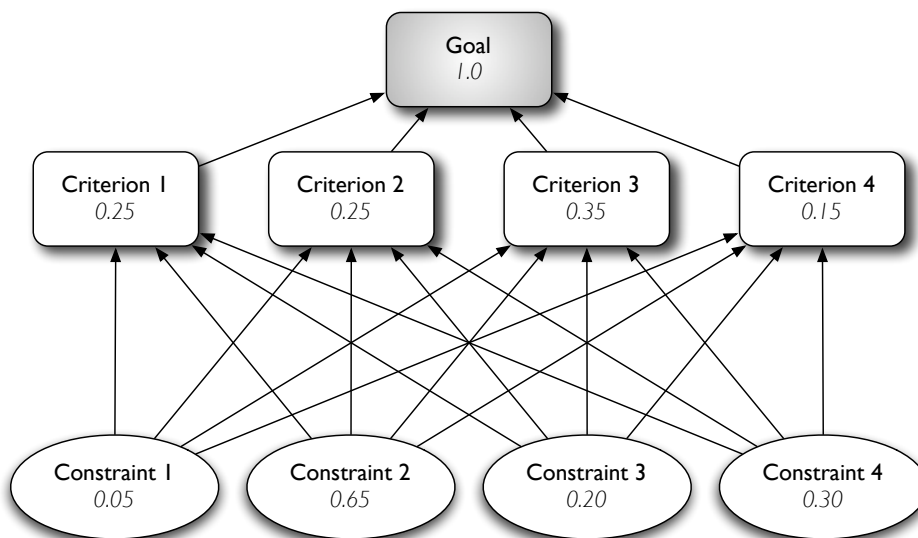 Goal
1.0
Criterion 1
0.25
Criterion 2
0.25
Criterion 3
0.35
Criterion 4
0.15
Constraint 1
0.05
Constraint 2
0.65
Constraint 3
0.20
Constraint 4
0.30